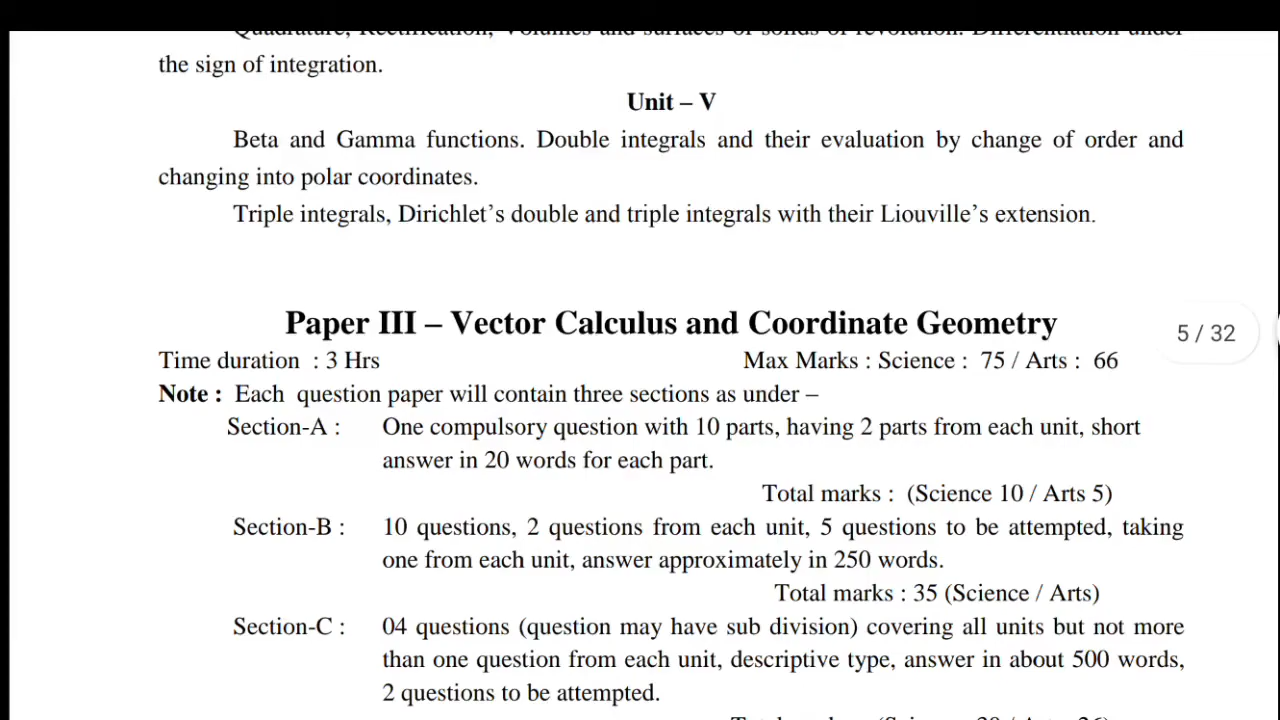 Quadrature, Rectification, Volumes and surfaces of solids of revolution. Differentiation under
the sign of integration.
Unit – V
Beta and Gamma functions. Double integrals and their evaluation by change of order and
changing into polar coordinates.
Triple integrals, Dirichlet’s double and triple integrals with their Liouville’s extension.
Paper III – Vector Calculus and Coordinate Geometry
5 / 32
Time duration : 3 Hrs Max Marks : Science : 75 / Arts : 66
Note : Each question paper will contain three sections as under –
Section-A : One compulsory question with 10 parts, having 2 parts from each unit, short
answer in 20 words for each part.
Total marks : (Science 10 / Arts 5)
Section-B : 10 questions, 2 questions from each unit, 5 questions to be attempted, taking
one from each unit, answer approximately in 250 words.
Total marks : 35 (Science / Arts)
Section-C : 04 questions (question may have sub division) covering all units but not more
than one question from each unit, descriptive type, answer in about 500 words,
2 questions to be attempted.